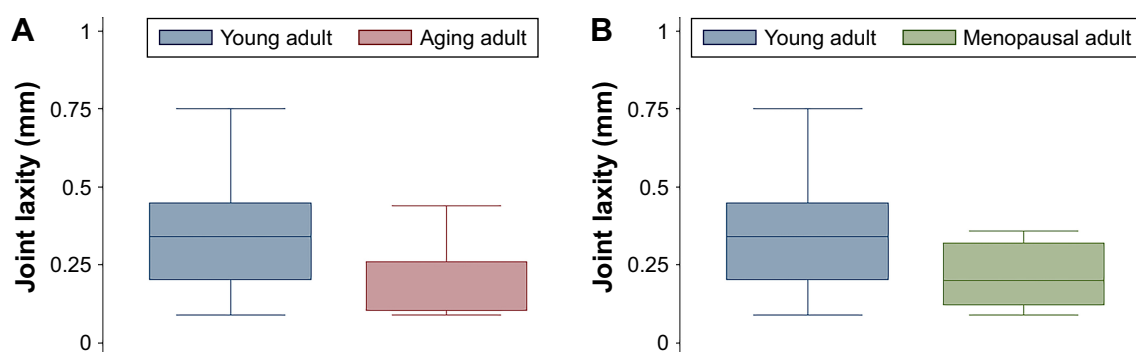 A
Young adult
Aging adult
Joint laxity (mm)
1
0.75
0.5
0.25
0
B
Young adult
Menopausal adult
Joint laxity (mm)
1
0.75
0.5
0.25
0